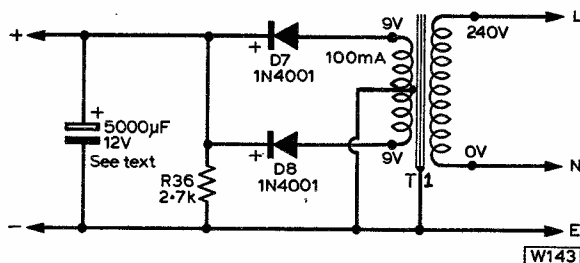 +
+
D7
1N4001
9V
100mA
240V
L
+
5000µF
12V
See text
R36
2·7k
+
D8
1N4001
9V
T1
0V
N
−
E
W143